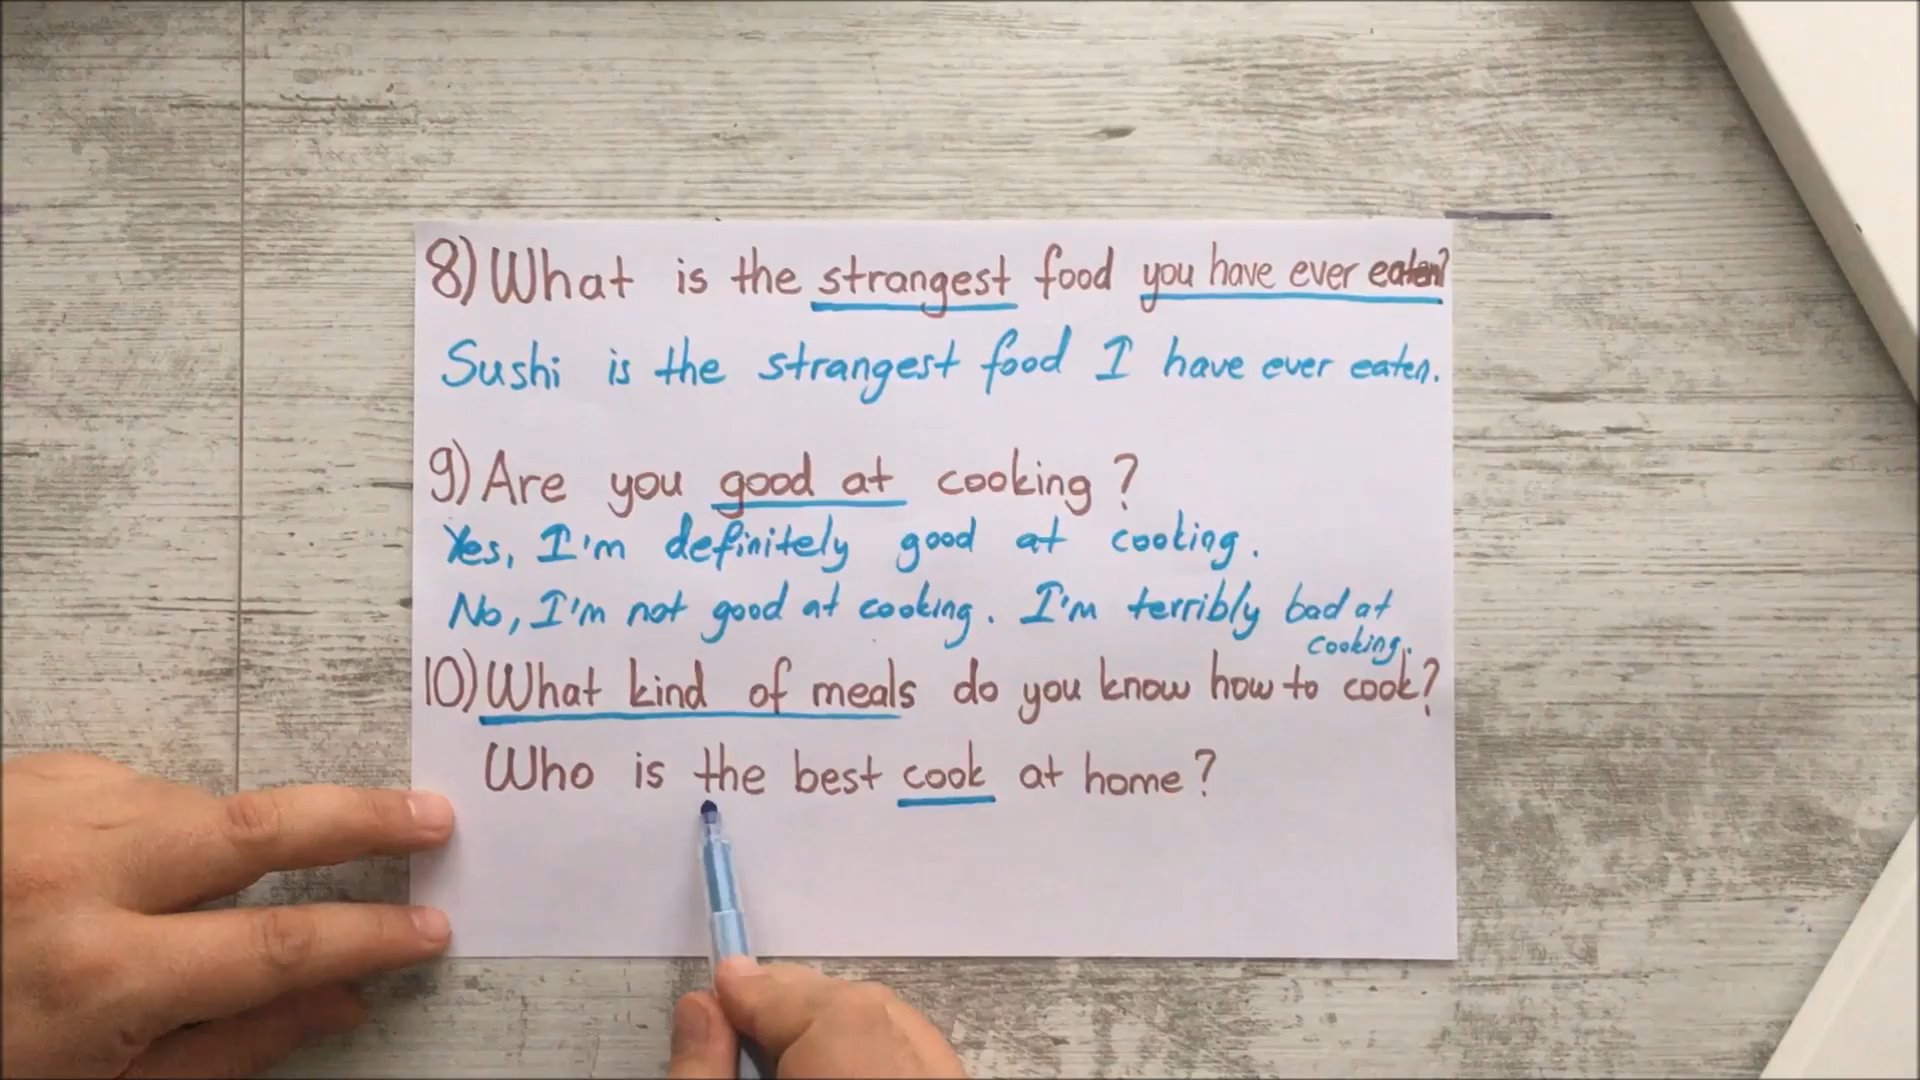 8) What is the strangest food you have ever eaten?
Sushi is the strangest food I have ever eaten.
9) Are you good at cooking?
Yes, I'm definitely good at cooking.
No, I'm not good at cooking. I'm terribly bad at
cooking.
10) What kind of meals do you know how to cook?
Who is the best cook at home?